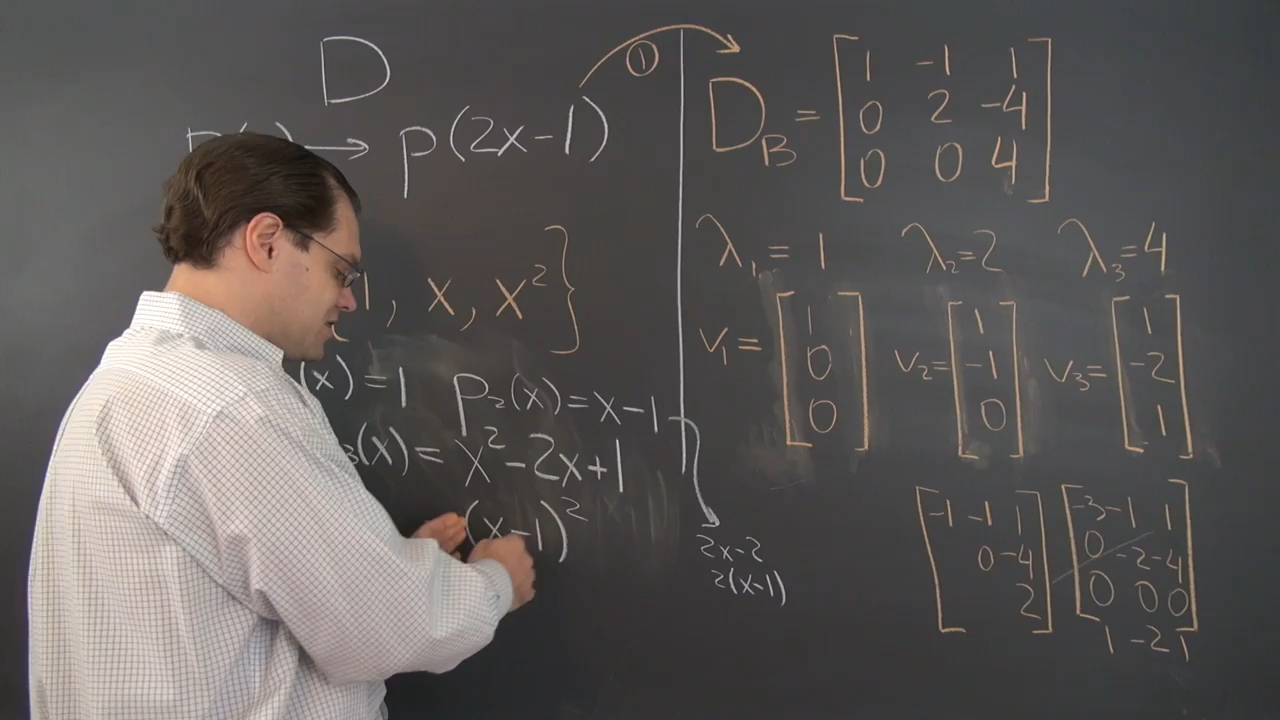 D
→ p(2x-1)
①
1, x, x² }
(x) = 1 p₂(x) = x-1
₃(x) = x² - 2x + 1
(x-1)²
2x-2
2(x-1)
D_B = [ 1 -1 1
0 2 -4
0 0 4 ]
λ₁ = 1 λ₂ = 2 λ₃ = 4
v₁ = [ 1 0 0 ] v₂ = [ 1 -1 0 ] v₃ = [ 1 -2 1 ]
[ -1 -1 1 [ -3 -1 1
0 -4 0 -2 -4
2 ] 0 0 0 ]
1 -2 1